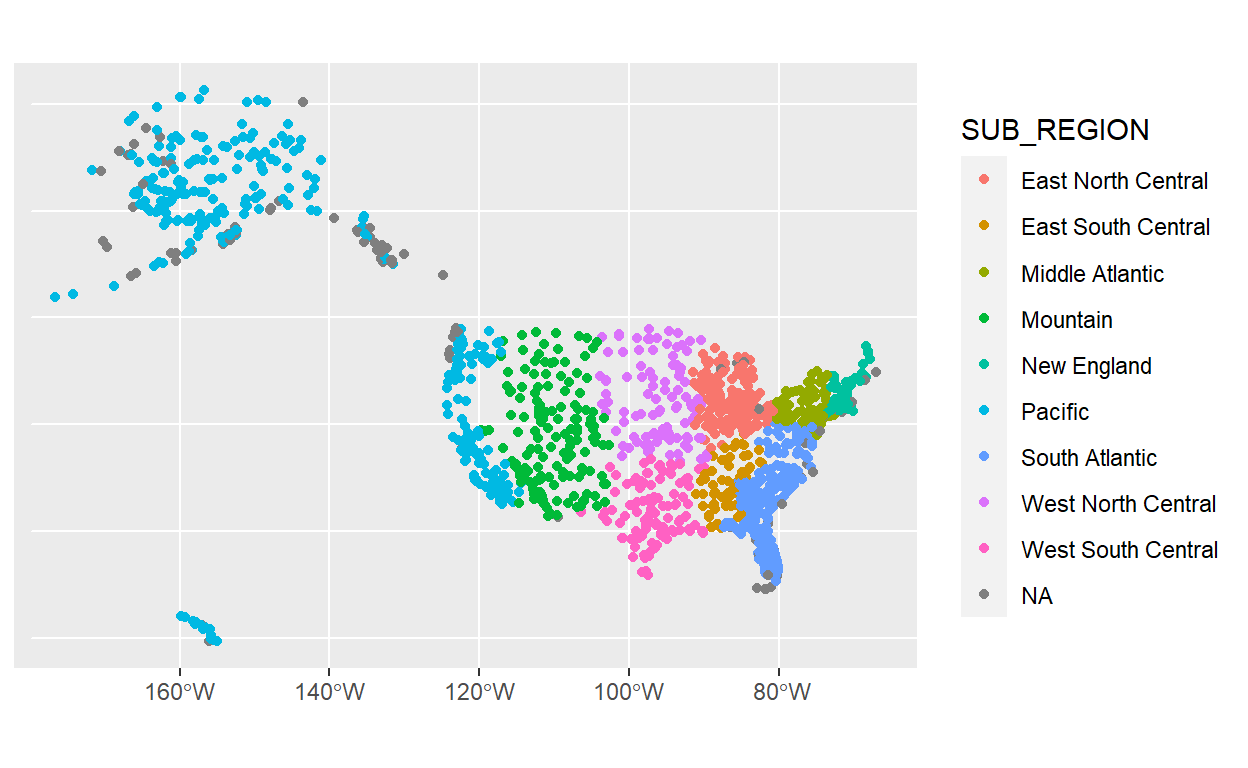 SUB_REGION
East North Central
East South Central
Middle Atlantic
Mountain
New England
Pacific
South Atlantic
West North Central
West South Central
NA
160°W 140°W 120°W 100°W 80°W